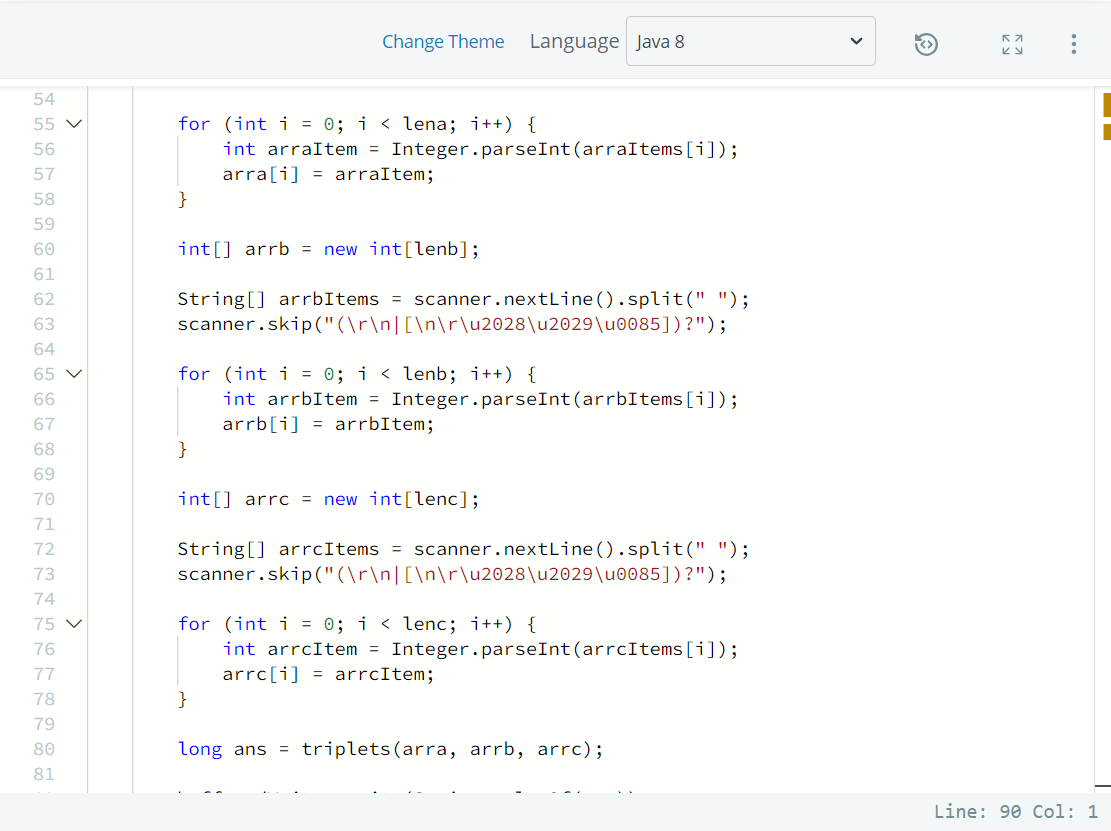 Change Theme Language Java 8
54
55 for (int i = 0; i < lena; i++) {
56 int arraItem = Integer.parseInt(arraItems[i]);
57 arra[i] = arraItem;
58 }
59
60 int[] arrb = new int[lenb];
61
62 String[] arrbItems = scanner.nextLine().split(" ");
63 scanner.skip("(\r\n|[\n\r\u2028\u2029\u0085])?");
64
65 for (int i = 0; i < lenb; i++) {
66 int arrbItem = Integer.parseInt(arrbItems[i]);
67 arrb[i] = arrbItem;
68 }
69
70 int[] arrc = new int[lenc];
71
72 String[] arrcItems = scanner.nextLine().split(" ");
73 scanner.skip("(\r\n|[\n\r\u2028\u2029\u0085])?");
74
75 for (int i = 0; i < lenc; i++) {
76 int arrcItem = Integer.parseInt(arrcItems[i]);
77 arrc[i] = arrcItem;
78 }
79
80 long ans = triplets(arra, arrb, arrc);
81
Line: 90 Col: 1